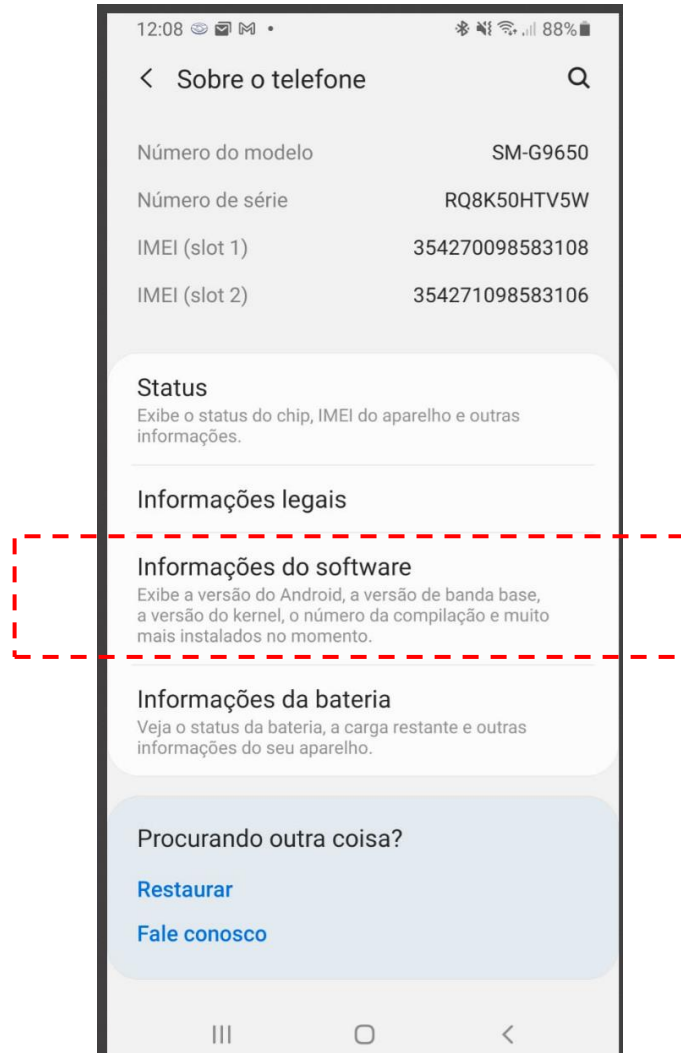 12:08
88%
Sobre o telefone
Número do modelo SM-G9650
Número de série RQ8K50HTV5W
IMEI (slot 1) 354270098583108
IMEI (slot 2) 354271098583106
Status
Exibe o status do chip, IMEI do aparelho e outras
informações.
Informações legais
Informações do software
Exibe a versão do Android, a versão de banda base,
a versão do kernel, o número da compilação e muito
mais instalados no momento.
Informações da bateria
Veja o status da bateria, a carga restante e outras
informações do seu aparelho.
Procurando outra coisa?
Restaurar
Fale conosco